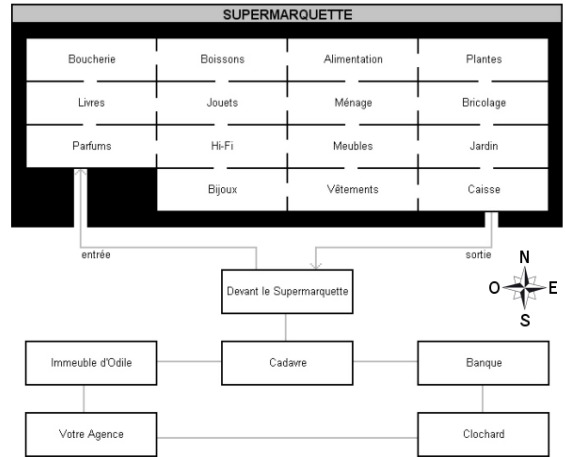 SUPERMARQUETTE
Boucherie Boissons Alimentation Plantes
Livres Jouets Ménage Bricolage
Parfums Hi-Fi Meubles Jardin
Bijoux Vêtements Caisse
entrée sortie
Devant le Supermarquette
N
O E
S
Immeuble d'Odile Cadavre Banque
Votre Agence Clochard